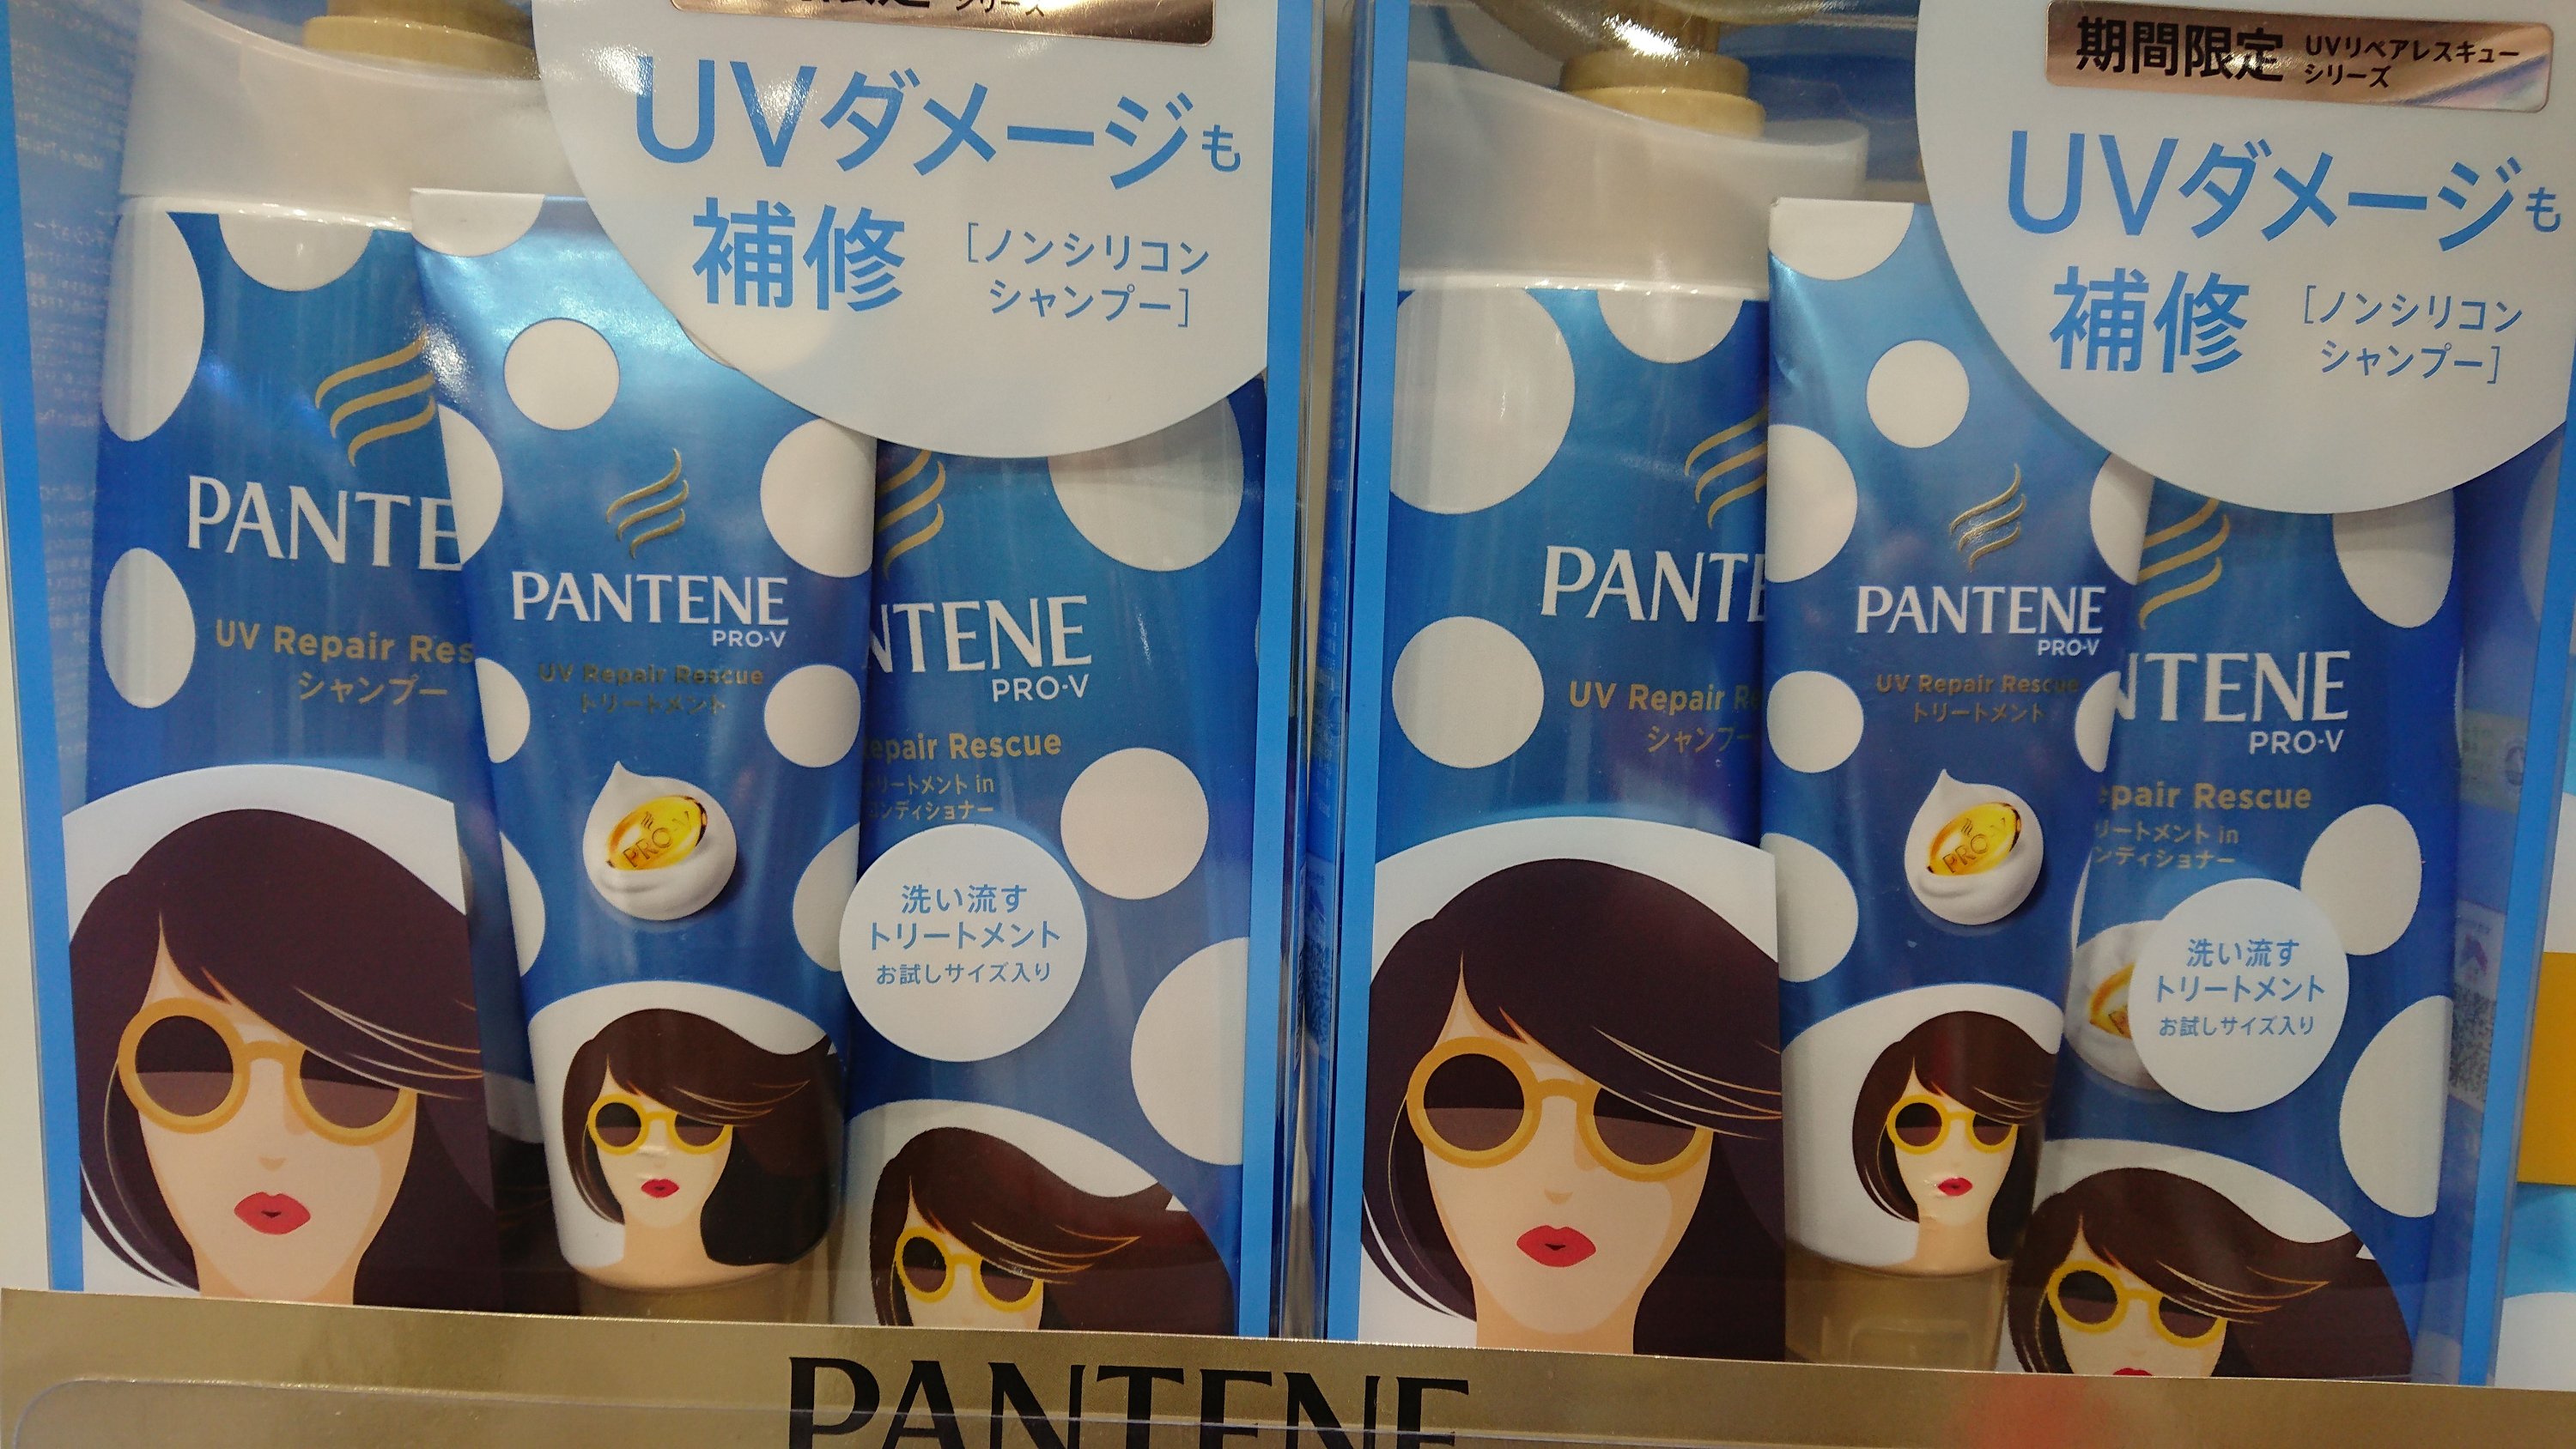 シリーズ
UVダメージも
補修
[ノンシリコン
シャンプー]
PANTE
UV Repair Res
シャンプー
PANTENE
PRO-V
UV Repair Rescue
トリートメント
PRO-V
NTENE
PRO-V
epair Rescue
リートメント in
コンディショナー
洗い流す
トリートメント
お試しサイズ入り
期間限定
UVリペアレスキュー
シリーズ
UVダメージも
補修
[ノンシリコン
シャンプー]
PANTE
UV Repair Re
シャンプー
PANTENE
PRO-V
UV Repair Rescue
トリートメント
PRO-V
NTENE
PRO-V
epair Rescue
リートメント in
ンディショナー
洗い流す
トリートメント
お試しサイズ入り
PANTENE